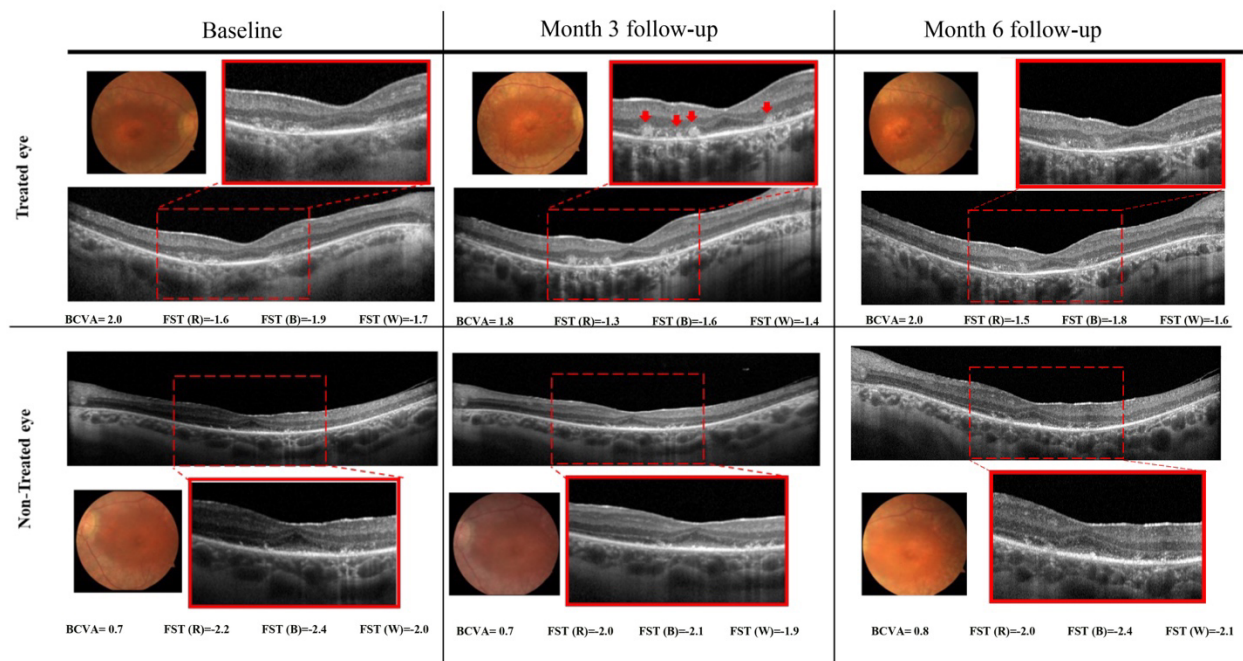 Baseline
Month 3 follow-up
Month 6 follow-up
Treated eye
BCVA= 2.0 FST (R)=-1.6 FST (B)=-1.9 FST (W)=-1.7
BCVA= 1.8 FST (R)=-1.3 FST (B)=-1.6 FST (W)=-1.4
BCVA= 2.0 FST (R)=-1.5 FST (B)=-1.8 FST (W)=-1.6
Non-Treated eye
BCVA= 0.7 FST (R)=-2.2 FST (B)=-2.4 FST (W)=-2.0
BCVA= 0.7 FST (R)=-2.0 FST (B)=-2.1 FST (W)=-1.9
BCVA= 0.8 FST (R)=-2.0 FST (B)=-2.4 FST (W)=-2.1